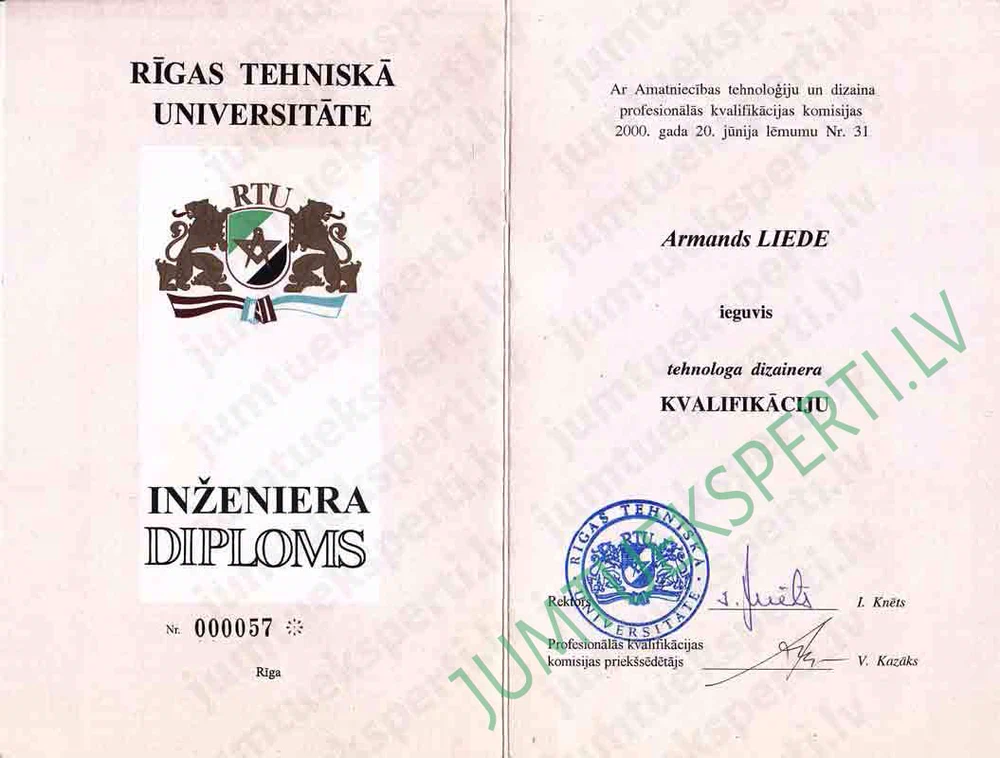 RĪGAS TEHNISKĀ
UNIVERSITĀTE
RTU
INŽENIERA
DIPLOMS
Nr. 000057
Rīga
Ar Amatniecības tehnoloģiju un dizaina
profesionālās kvalifikācijas komisijas
2000. gada 20. jūnija lēmumu Nr. 31
Armands LIEDE
ieguvis
tehnologa dizainera
KVALIFIKĀCIJU
RĪGAS TEHNISKĀ
RTU
UNIVERSITĀTE
Rektors
I. Knēts
Profesionālās kvalifikācijas
komisijas priekšsēdētājs
V. Kazāks
JUMTUEKSPERTI.LV
jumtueksperti.lv